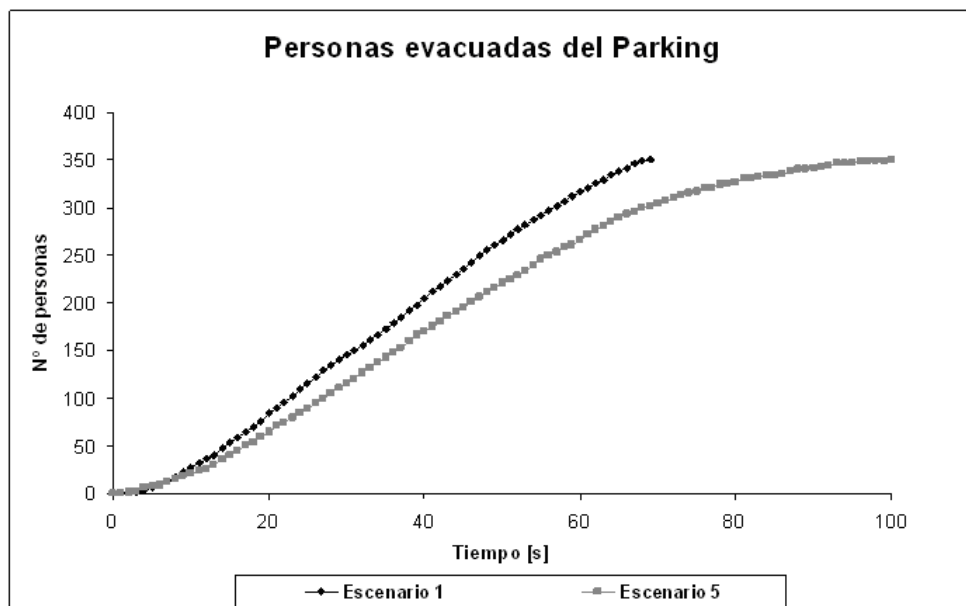 Personas evacuadas del Parking
400
350
300
250
200
150
100
50
0
Nº de personas
0 20 40 60 80 100
Tiempo [s]
Escenario 1 Escenario 5